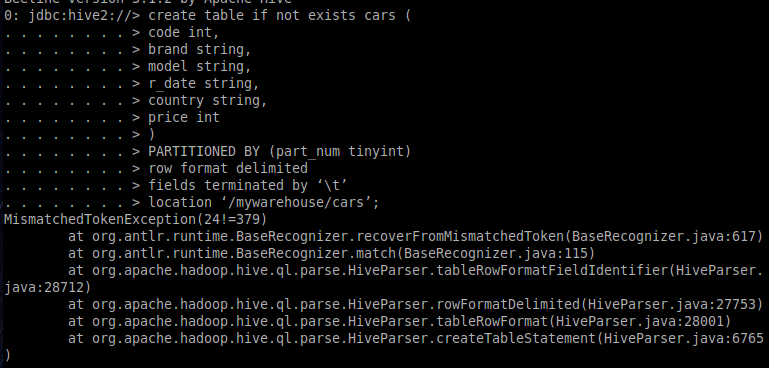 Beeline version 3.1.2 by Apache Hive
0: jdbc:hive2://> create table if not exists cars (
. . . . . . . . > code int,
. . . . . . . . > brand string,
. . . . . . . . > model string,
. . . . . . . . > r_date string,
. . . . . . . . > country string,
. . . . . . . . > price int
. . . . . . . . > )
. . . . . . . . > PARTITIONED BY (part_num tinyint)
. . . . . . . . > row format delimited
. . . . . . . . > fields terminated by ‘\t’
. . . . . . . . > location ‘/mywarehouse/cars’;
MismatchedTokenException(24!=379)
        at org.antlr.runtime.BaseRecognizer.recoverFromMismatchedToken(BaseRecognizer.java:617)
        at org.antlr.runtime.BaseRecognizer.match(BaseRecognizer.java:115)
        at org.apache.hadoop.hive.ql.parse.HiveParser.tableRowFormatFieldIdentifier(HiveParser.
java:28712)
        at org.apache.hadoop.hive.ql.parse.HiveParser.rowFormatDelimited(HiveParser.java:27753)
        at org.apache.hadoop.hive.ql.parse.HiveParser.tableRowFormat(HiveParser.java:28001)
        at org.apache.hadoop.hive.ql.parse.HiveParser.createTableStatement(HiveParser.java:6765
)